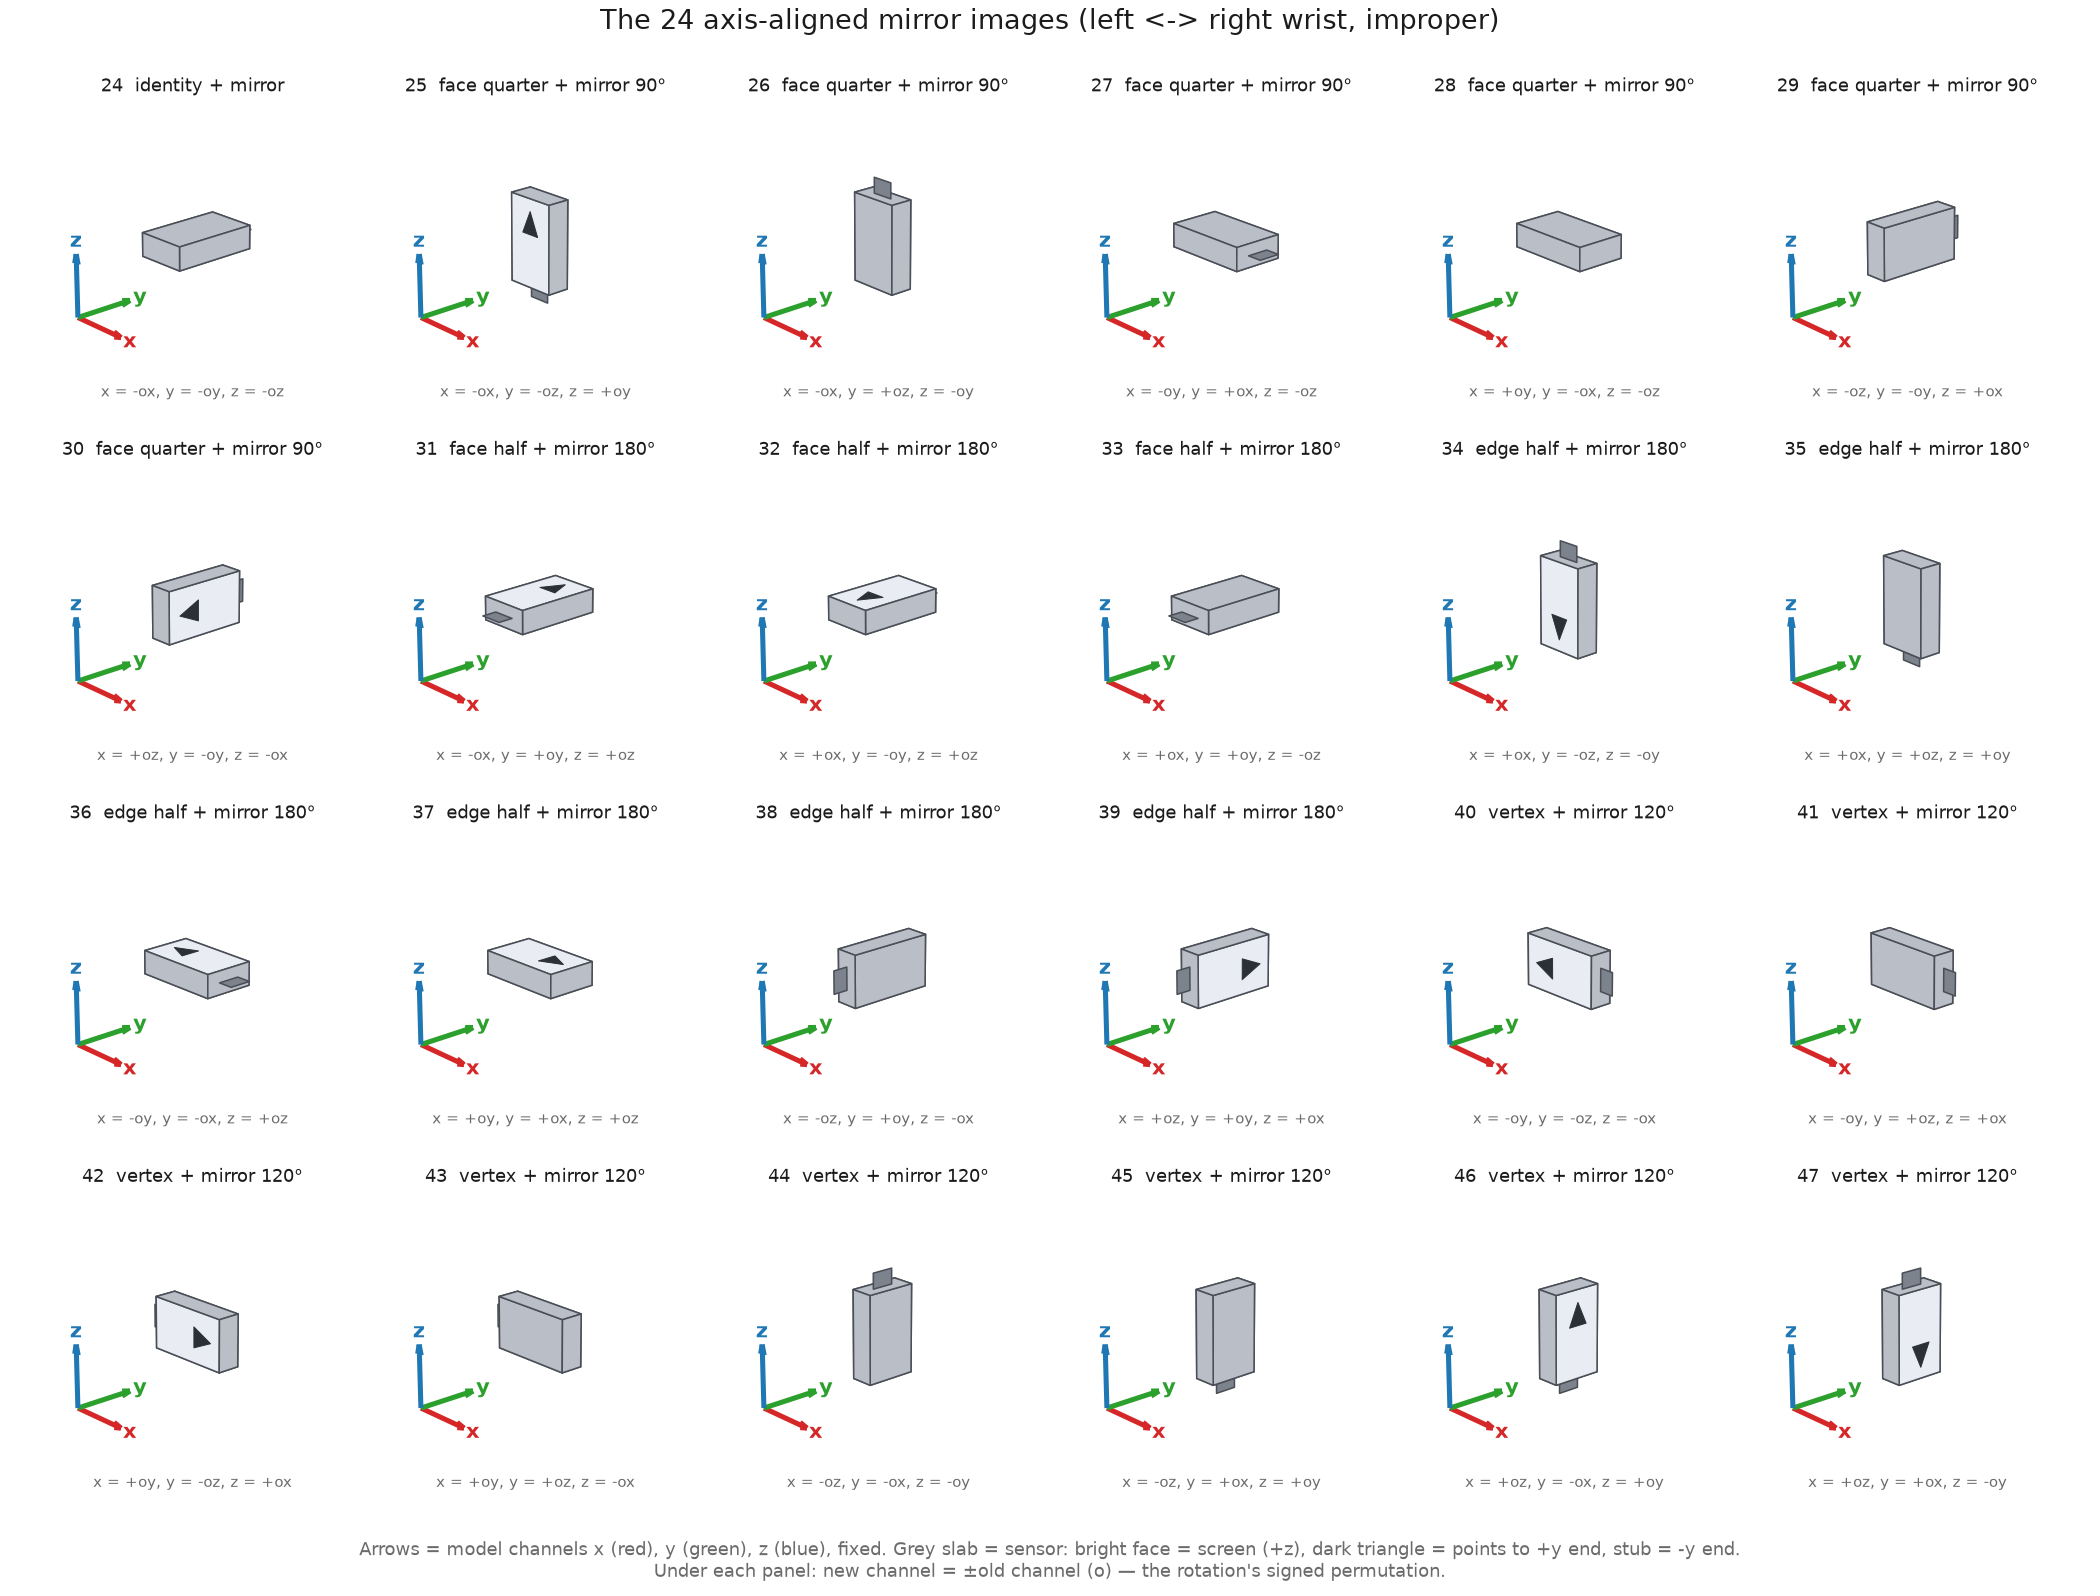 The 24 axis-aligned mirror images (left <-> right wrist, improper)
24  identity + mirror
25  face quarter + mirror 90°
26  face quarter + mirror 90°
27  face quarter + mirror 90°
28  face quarter + mirror 90°
29  face quarter + mirror 90°
z y x
z y x
z y x
z y x
z y x
z y x
x = -ox, y = -oy, z = -oz
x = -ox, y = -oz, z = +oy
x = -ox, y = +oz, z = -oy
x = -oy, y = +ox, z = -oz
x = +oy, y = -ox, z = -oz
x = -oz, y = -oy, z = +ox
30  face quarter + mirror 90°
31  face half + mirror 180°
32  face half + mirror 180°
33  face half + mirror 180°
34  edge half + mirror 180°
35  edge half + mirror 180°
z y x
z y x
z y x
z y x
z y x
z y x
x = +oz, y = -oy, z = -ox
x = -ox, y = +oy, z = +oz
x = +ox, y = -oy, z = +oz
x = +ox, y = +oy, z = -oz
x = +ox, y = -oz, z = -oy
x = +ox, y = +oz, z = +oy
36  edge half + mirror 180°
37  edge half + mirror 180°
38  edge half + mirror 180°
39  edge half + mirror 180°
40  vertex + mirror 120°
41  vertex + mirror 120°
z y x
z y x
z y x
z y x
z y x
z y x
x = -oy, y = -ox, z = +oz
x = +oy, y = +ox, z = +oz
x = -oz, y = +oy, z = -ox
x = +oz, y = +oy, z = +ox
x = -oy, y = -oz, z = -ox
x = -oy, y = +oz, z = +ox
42  vertex + mirror 120°
43  vertex + mirror 120°
44  vertex + mirror 120°
45  vertex + mirror 120°
46  vertex + mirror 120°
47  vertex + mirror 120°
z y x
z y x
z y x
z y x
z y x
z y x
x = +oy, y = -oz, z = +ox
x = +oy, y = +oz, z = -ox
x = -oz, y = -ox, z = -oy
x = -oz, y = +ox, z = +oy
x = +oz, y = -ox, z = +oy
x = +oz, y = +ox, z = -oy
Arrows = model channels x (red), y (green), z (blue), fixed. Grey slab = sensor: bright face = screen (+z), dark triangle = points to +y end, stub = -y end.
Under each panel: new channel = ±old channel (o) — the rotation's signed permutation.